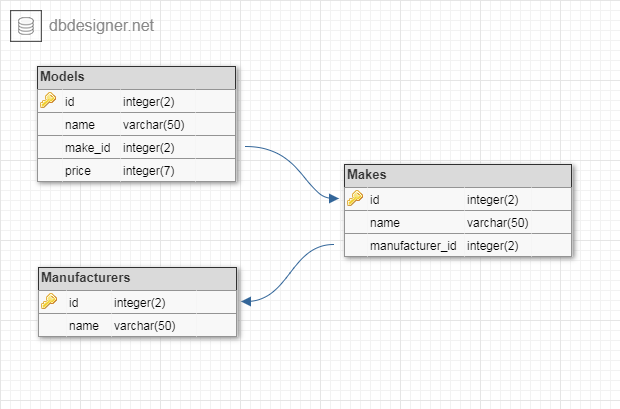 dbdesigner.net
Models
id integer(2)
name varchar(50)
make_id integer(2)
price integer(7)
Makes
id integer(2)
name varchar(50)
manufacturer_id integer(2)
Manufacturers
id integer(2)
name varchar(50)